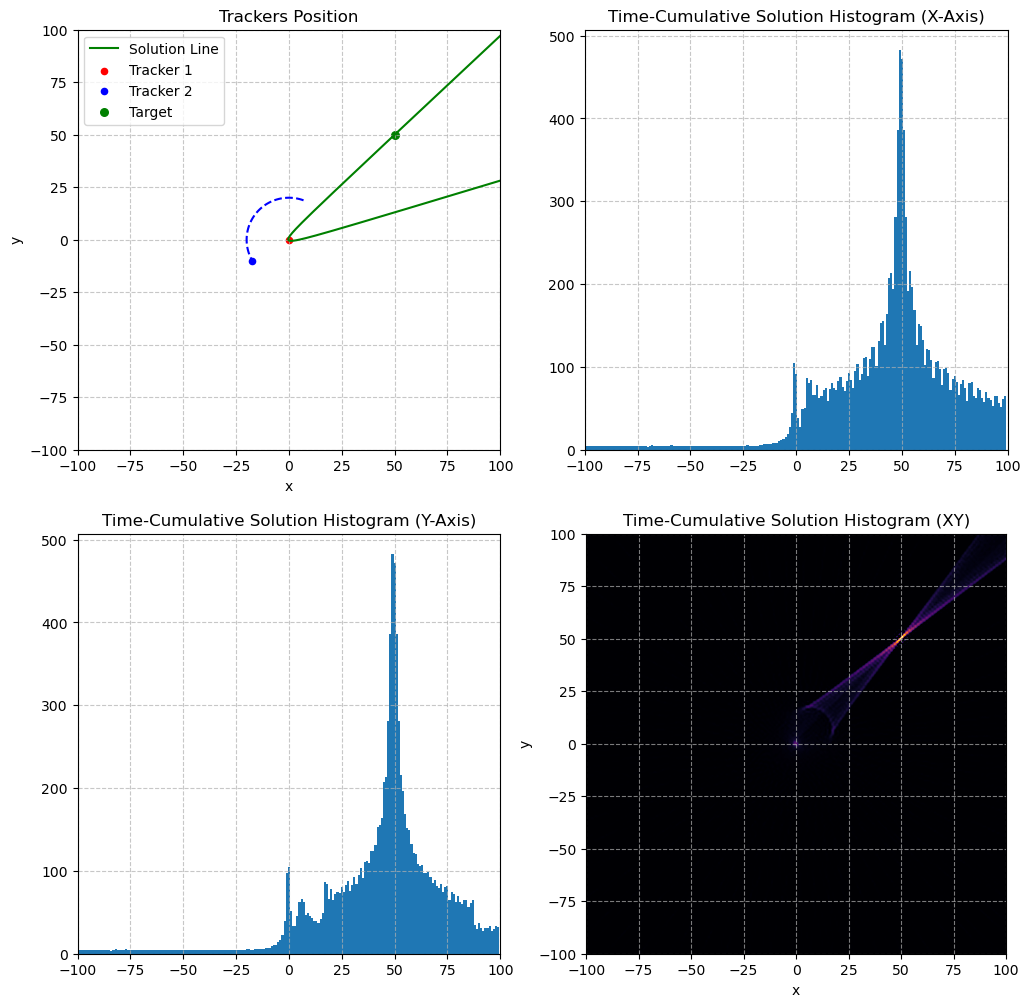 Trackers Position
100
75
50
25
0
−25
−50
−75
−100
y
Solution Line
Tracker 1
Tracker 2
Target
−100 −75 −50 −25 0 25 50 75 100
x
Time-Cumulative Solution Histogram (X-Axis)
500
400
300
200
100
0
−100 −75 −50 −25 0 25 50 75 100
Time-Cumulative Solution Histogram (Y-Axis)
500
400
300
200
100
0
−100 −75 −50 −25 0 25 50 75 100
Time-Cumulative Solution Histogram (XY)
100
75
50
25
0
−25
−50
−75
−100
y
−100 −75 −50 −25 0 25 50 75 100
x